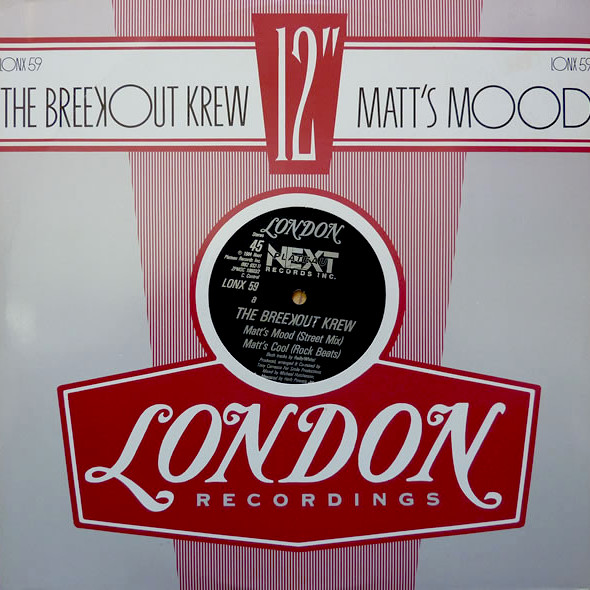 LONX 59
LONX 59
12"
THE BREEKOUT KREW
MATT'S MOOD
LONDON
Stereo
45
NEXT
PLATEAU
RECORDS INC.
LONX 59
THE BREEKOUT KREW
Matt's Mood (Street Mix)
Matt's Cool (Rock Beats)
LONDON
RECORDINGS